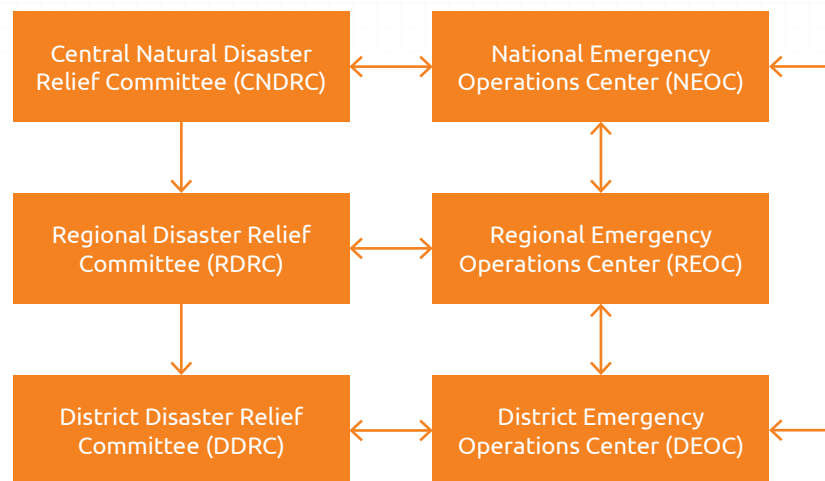 Central Natural Disaster
Relief Committee (CNDRC)
National Emergency
Operations Center (NEOC)
Regional Disaster Relief
Committee (RDRC)
Regional Emergency
Operations Center (REOC)
District Disaster Relief
Committee (DDRC)
District Emergency
Operations Center (DEOC)